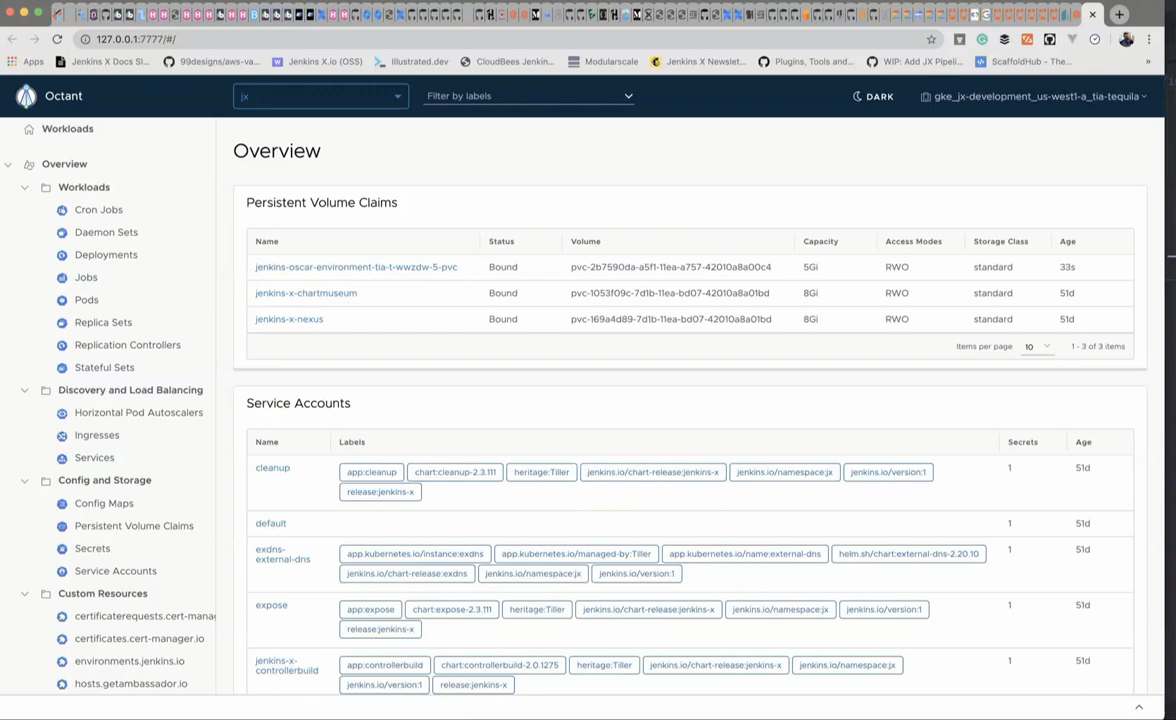 127.0.0.1:7777/#/
Apps Jenkins X Docs Sl... 99designs/aws-va... Jenkins X.io (OSS) Illustrated.dev CloudBees Jenkin... Modularscale Jenkins X Newslet... Plugins, Tools and... WIP: Add JX Pipeli... ScaffoldHub - The... »
Octant jx Filter by labels DARK gke_jx-development_us-west1-a_tia-tequila
Workloads
Overview
Workloads
Cron Jobs
Daemon Sets
Deployments
Jobs
Pods
Replica Sets
Replication Controllers
Stateful Sets
Discovery and Load Balancing
Horizontal Pod Autoscalers
Ingresses
Services
Config and Storage
Config Maps
Persistent Volume Claims
Secrets
Service Accounts
Custom Resources
certificaterequests.cert-mana
certificates.cert-manager.io
environments.jenkins.io
hosts.getambassador.io
Overview
Persistent Volume Claims
Name Status Volume Capacity Access Modes Storage Class Age
jenkins-oscar-environment-tia-t-wwzdw-5-pvc Bound pvc-2b7590da-a5f1-11ea-a757-42010a8a00c4 5Gi RWO standard 33s
jenkins-x-chartmuseum Bound pvc-1053f09c-7d1b-11ea-bd07-42010a8a01bd 8Gi RWO standard 51d
jenkins-x-nexus Bound pvc-169a4d89-7d1b-11ea-bd07-42010a8a01bd 8Gi RWO standard 51d
Items per page 10 1 - 3 of 3 items
Service Accounts
Name Labels Secrets Age
cleanup app:cleanup chart:cleanup-2.3.111 heritage:Tiller jenkins.io/chart-release:jenkins-x jenkins.io/namespace:jx jenkins.io/version:1 1 51d
release:jenkins-x
default 1 51d
exdns- app.kubernetes.io/instance:exdns app.kubernetes.io/managed-by:Tiller app.kubernetes.io/name:external-dns helm.sh/chart:external-dns-2.20.10 1 51d
external-dns jenkins.io/chart-release:exdns jenkins.io/namespace:jx jenkins.io/version:1
expose app:expose chart:expose-2.3.111 heritage:Tiller jenkins.io/chart-release:jenkins-x jenkins.io/namespace:jx jenkins.io/version:1 1 51d
release:jenkins-x
jenkins-x- app:controllerbuild chart:controllerbuild-2.0.1275 heritage:Tiller jenkins.io/chart-release:jenkins-x jenkins.io/namespace:jx 1 51d
controllerbuild jenkins.io/version:1 release:jenkins-x